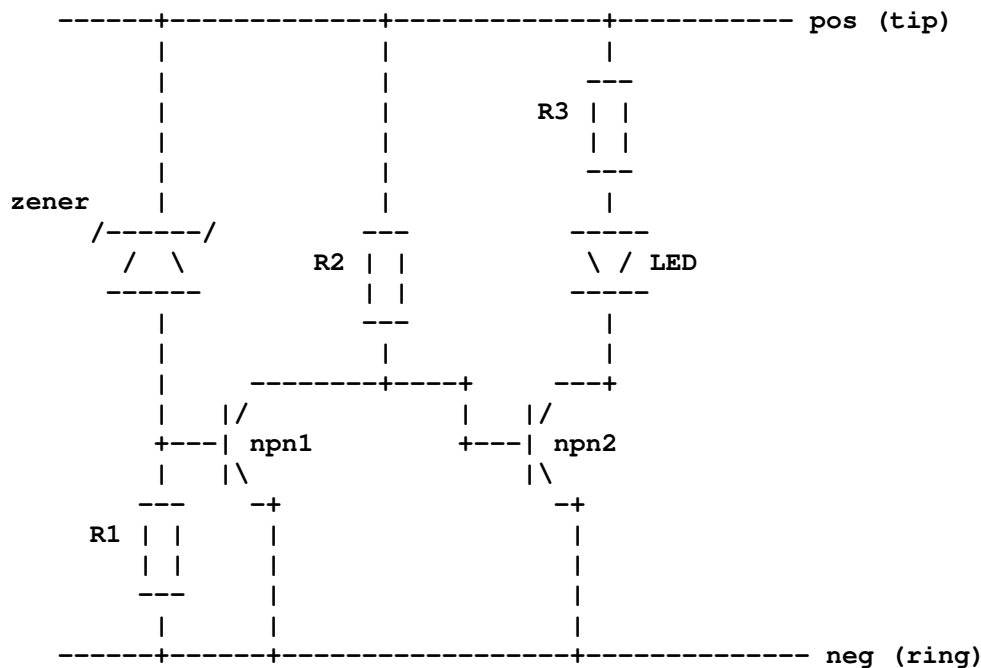 pos (tip)
R3
zener
R2
LED
npn1
npn2
R1
neg (ring)